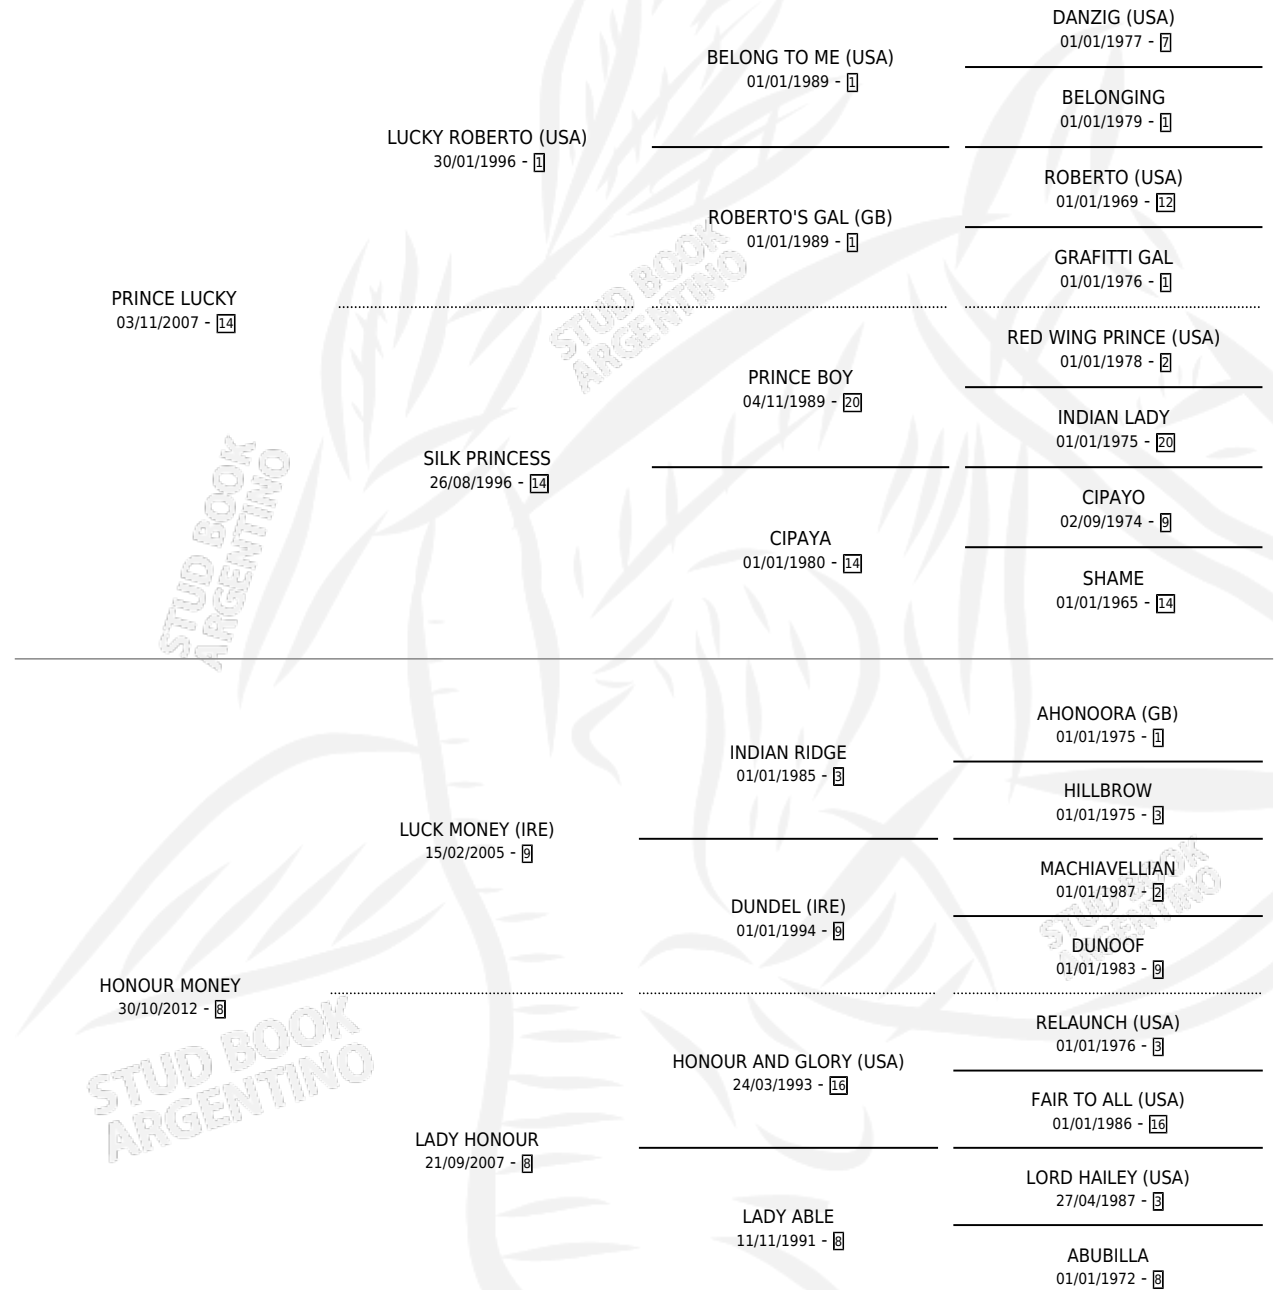 DANZIG (USA)
01/01/1977 - 7
BELONG TO ME (USA)
01/01/1989 - 1
BELONGING
01/01/1979 - 1
LUCKY ROBERTO (USA)
30/01/1996 - 1
ROBERTO (USA)
01/01/1969 - 12
ROBERTO'S GAL (GB)
01/01/1989 - 1
GRAFITTI GAL
01/01/1976 - 1
PRINCE LUCKY
03/11/2007 - 14
STUD BOOK
ARGENTINO
RED WING PRINCE (USA)
01/01/1978 - 2
PRINCE BOY
04/11/1989 - 20
INDIAN LADY
01/01/1975 - 20
SILK PRINCESS
26/08/1996 - 14
CIPAYO
02/09/1974 - 9
CIPAYA
01/01/1980 - 14
SHAME
01/01/1965 - 14
STUD BOOK
ARGENTINO
AHONOORA (GB)
01/01/1975 - 1
INDIAN RIDGE
01/01/1985 - 3
HILLBROW
01/01/1975 - 3
LUCK MONEY (IRE)
15/02/2005 - 9
MACHIAVELLIAN
01/01/1987 - 2
DUNDEL (IRE)
01/01/1994 - 9
STUD BOOK
ARGENTINO
DUNOOF
01/01/1983 - 9
HONOUR MONEY
30/10/2012 - 8
STUD BOOK
ARGENTINO
RELAUNCH (USA)
01/01/1976 - 3
HONOUR AND GLORY (USA)
24/03/1993 - 16
FAIR TO ALL (USA)
01/01/1986 - 16
LADY HONOUR
21/09/2007 - 8
LORD HAILEY (USA)
27/04/1987 - 3
LADY ABLE
11/11/1991 - 8
ABUBILLA
01/01/1972 - 8